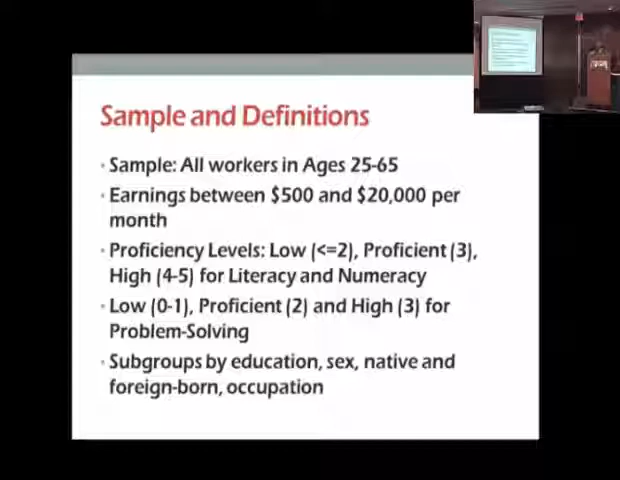 Sample and Definitions
· Sample: All workers in Ages 25-65
· Earnings between $500 and $20,000 per
month
· Proficiency Levels: Low (<=2), Proficient (3),
High (4-5) for Literacy and Numeracy
· Low (0-1), Proficient (2) and High (3) for
Problem-Solving
· Subgroups by education, sex, native and
foreign-born, occupation